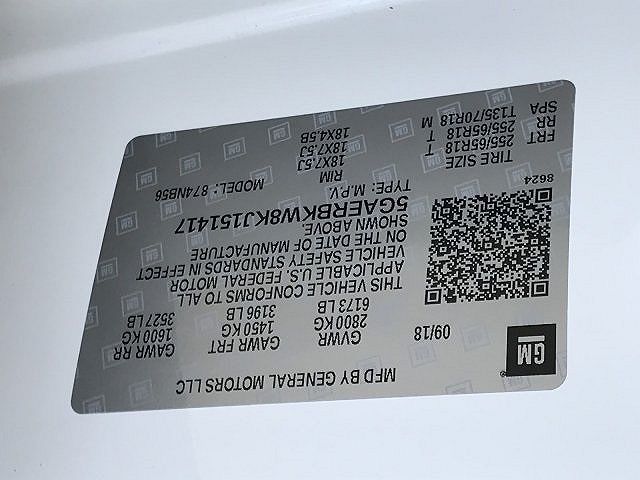 GM
MFD BY GENERAL MOTORS LLC
09/18
GVWR GAWR FRT GAWR RR
2800 KG 1450 KG 1600 KG
6173 LB 3196 LB 3527 LB
THIS VEHICLE CONFORMS TO ALL
APPLICABLE U.S. FEDERAL MOTOR
VEHICLE SAFETY STANDARDS IN EFFECT
ON THE DATE OF MANUFACTURE
SHOWN ABOVE.
5GAERBKW8KJ151417
TYPE: M.P.V. MODEL: 874NB56
8624
TIRE SIZE RIM
FRT 255/65R18 T 18X7.5J
RR 255/65R18 T 18X7.5J
SPA T135/70R18 M 18X4.5B